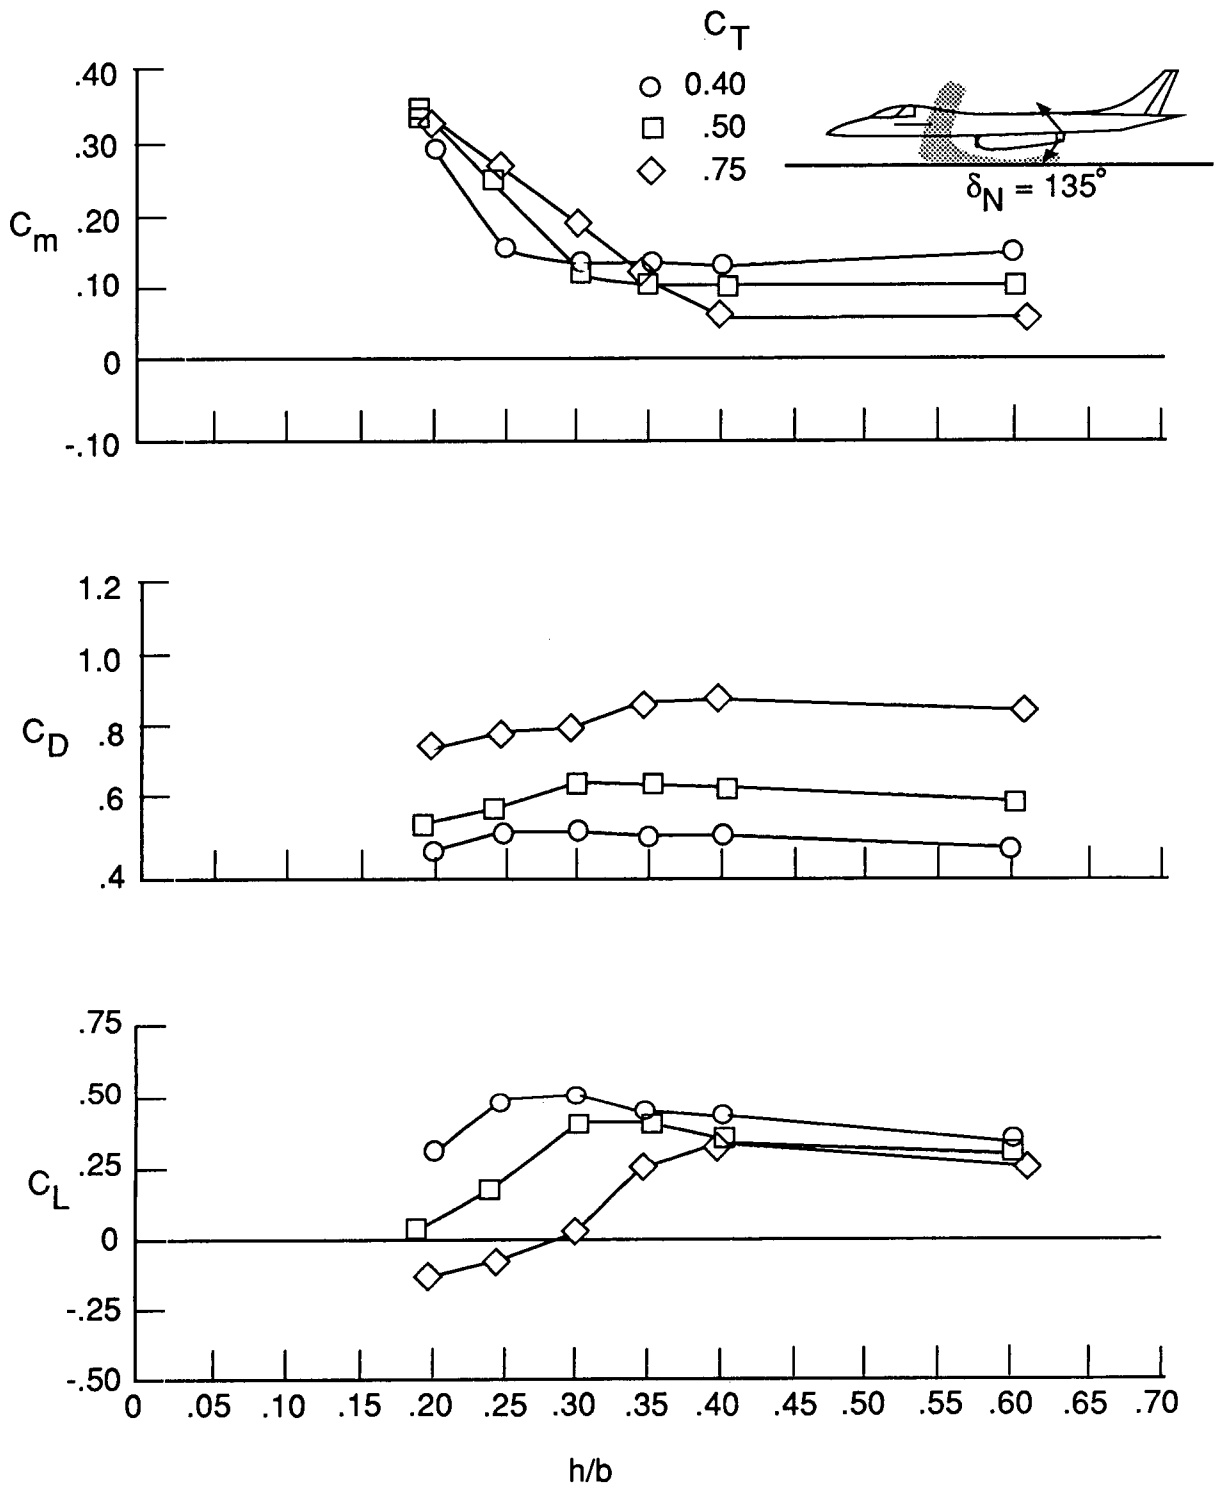 C_T
0.40
.50
.75
δ_N = 135°
C_m
.40
.30
.20
.10
0
-.10
C_D
1.2
1.0
.8
.6
.4
C_L
.75
.50
.25
0
-.25
-.50
0 .05 .10 .15 .20 .25 .30 .35 .40 .45 .50 .55 .60 .65 .70
h/b